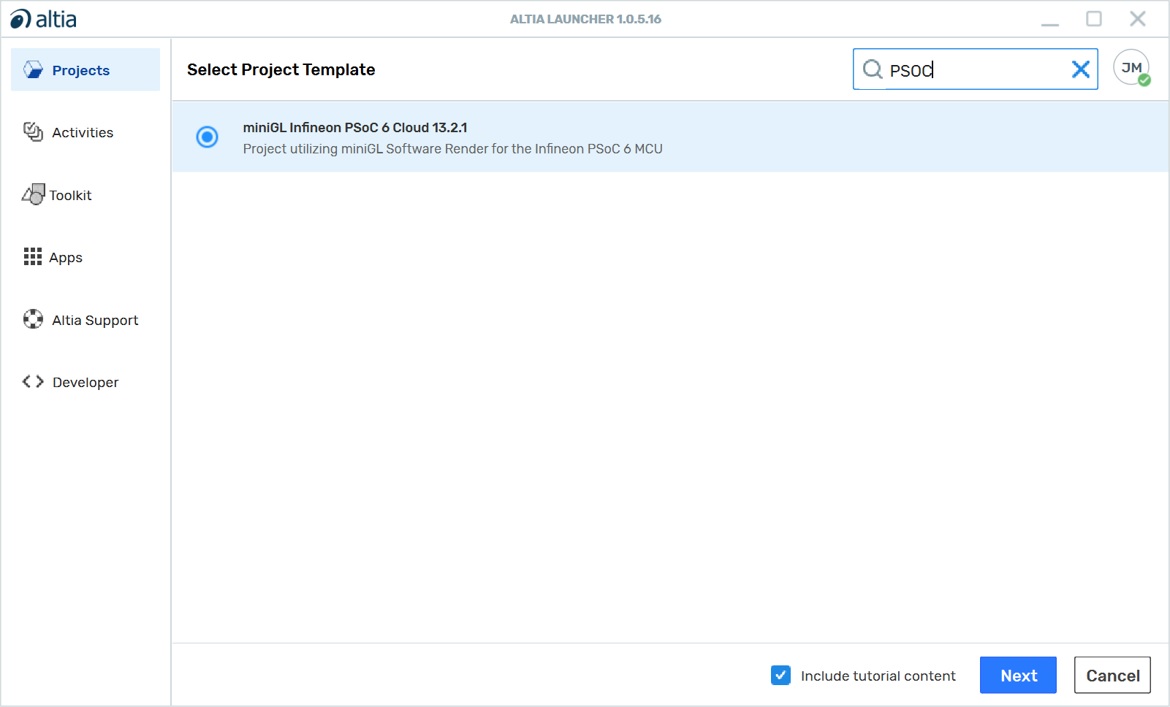 altia
ALTIA LAUNCHER 1.0.5.16
Projects
Activities
Toolkit
Apps
Altia Support
Developer
Select Project Template
PSOC
JM
miniGL Infineon PSoC 6 Cloud 13.2.1
Project utilizing miniGL Software Render for the Infineon PSoC 6 MCU
Include tutorial content
Next
Cancel